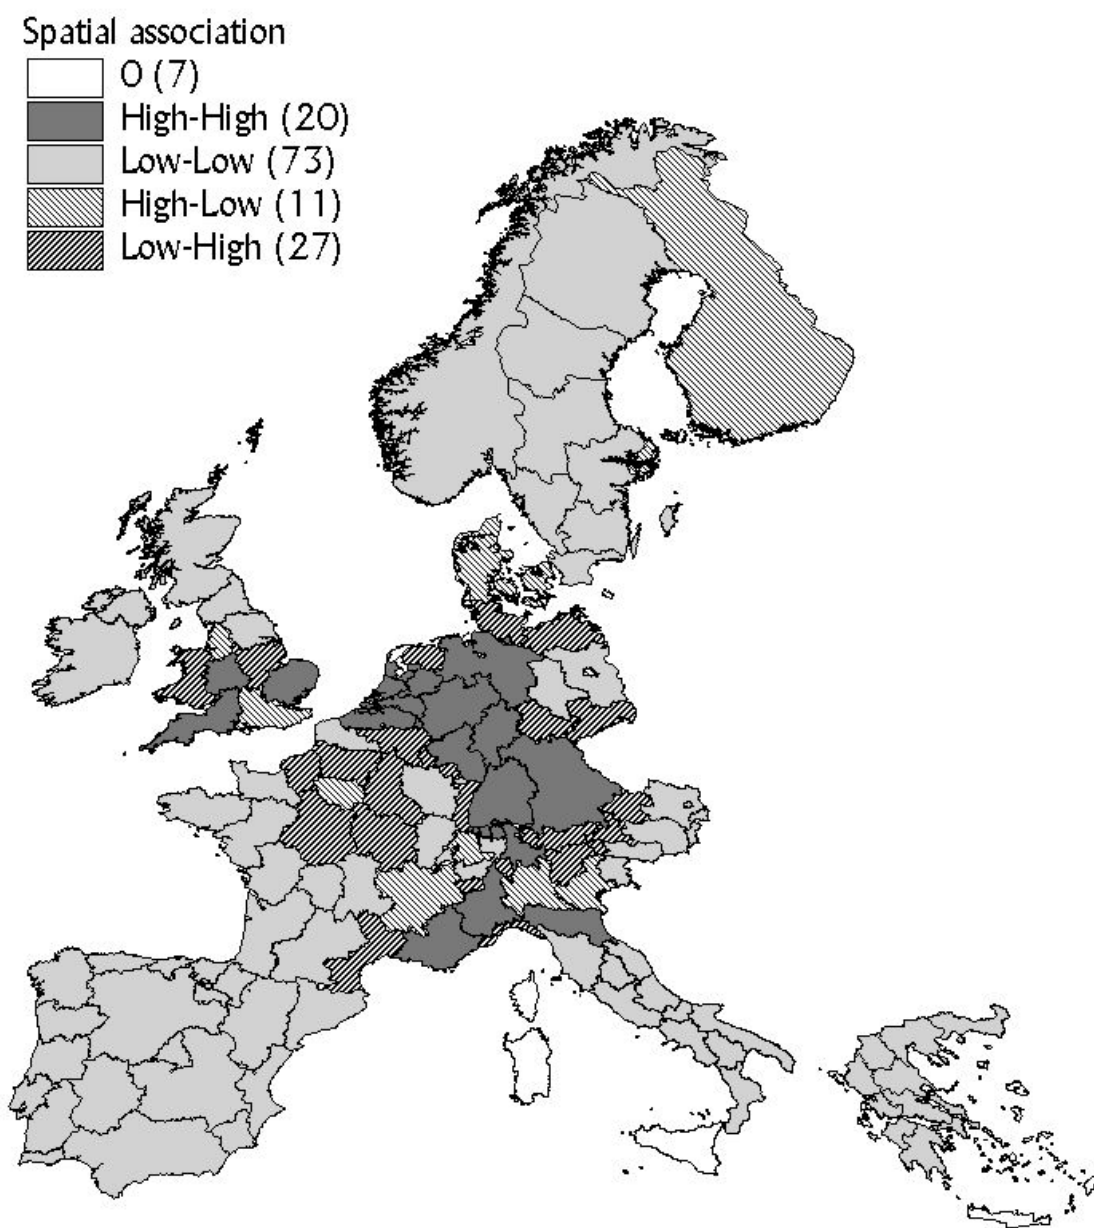 Spatial association
0 (7)
High-High (20)
Low-Low (73)
High-Low (11)
Low-High (27)